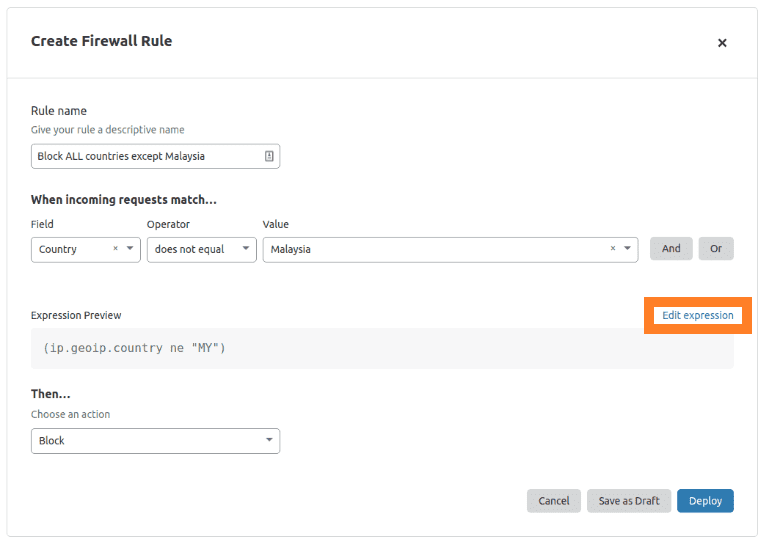 Create Firewall Rule
×
Rule name
Give your rule a descriptive name
Block ALL countries except Malaysia
When incoming requests match...
Field Operator Value
Country × does not equal Malaysia × And Or
Expression Preview Edit expression
(ip.geoip.country ne "MY")
Then...
Choose an action
Block
Cancel Save as Draft Deploy